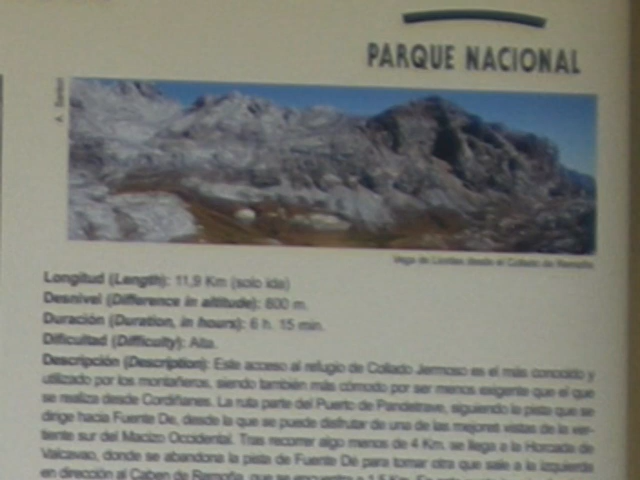 PARQUE NACIONAL
Vega de Liordes desde el Collado de Remoña
Longitud (Length): 11,9 Km (solo ida)
Desnivel (Difference in altitude): 800 m.
Duración (Duration, in hours): 6 h. 15 min.
Dificultad (Difficulty): Alta.
Descripción (Description): Este acceso al refugio de Collado Jermoso es el más conocido y
utilizado por los montañeros, siendo también más cómodo por ser menos exigente que el que
se realiza desde Cordiñanes. La ruta parte del Puerto de Pandetrave, siguiendo la pista que se
dirige hacia Fuente De, desde la que se puede disfrutar de una de las mejores vistas de la ver-
tiente sur del Macizo Occidental. Tras recorrer algo menos de 4 Km. se llega a la Horcada de
Valcavao, donde se abandona la pista de Fuente Dé para tomar otra que sale a la izquierda
en dirección al Caben de Remoña, que se encuentra a 1,5 Km.